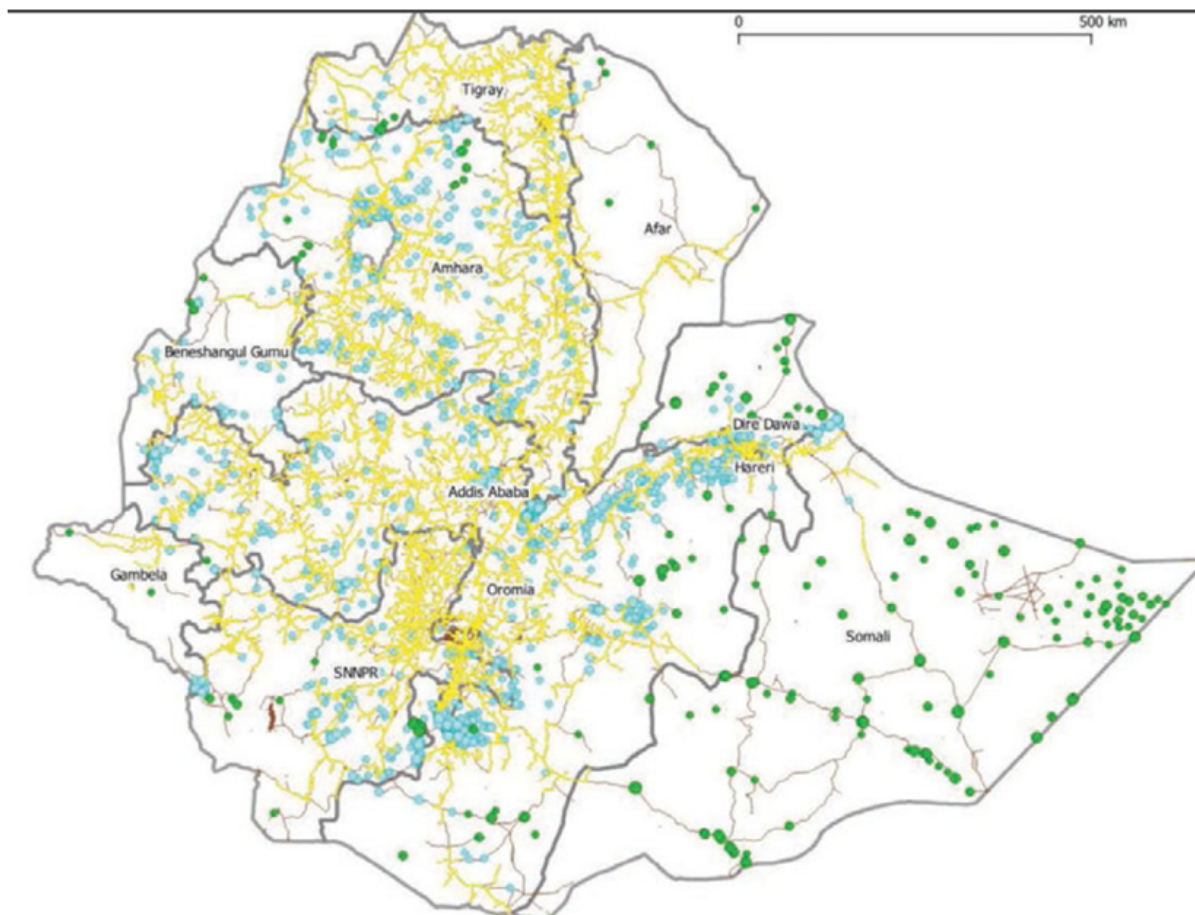 0 500 km
Tigray
Afar
Amhara
Beneshangul Gumu
Dire Dawa
Hareri
Addis Ababa
Gambela
Oromia
Somali
SNNPR